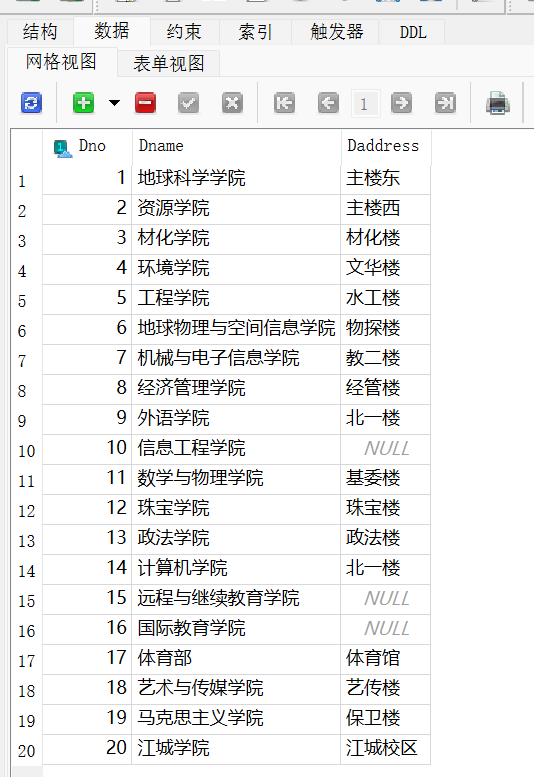 结构 数据 约束 索引 触发器 DDL
网格视图 表单视图
1
Dno Dname Daddress
1 1 地球科学学院 主楼东
2 2 资源学院 主楼西
3 3 材化学院 材化楼
4 4 环境学院 文华楼
5 5 工程学院 水工楼
6 6 地球物理与空间信息学院 物探楼
7 7 机械与电子信息学院 教二楼
8 8 经济管理学院 经管楼
9 9 外语学院 北一楼
10 10 信息工程学院 NULL
11 11 数学与物理学院 基委楼
12 12 珠宝学院 珠宝楼
13 13 政法学院 政法楼
14 14 计算机学院 北一楼
15 15 远程与继续教育学院 NULL
16 16 国际教育学院 NULL
17 17 体育部 体育馆
18 18 艺术与传媒学院 艺传楼
19 19 马克思主义学院 保卫楼
20 20 江城学院 江城校区